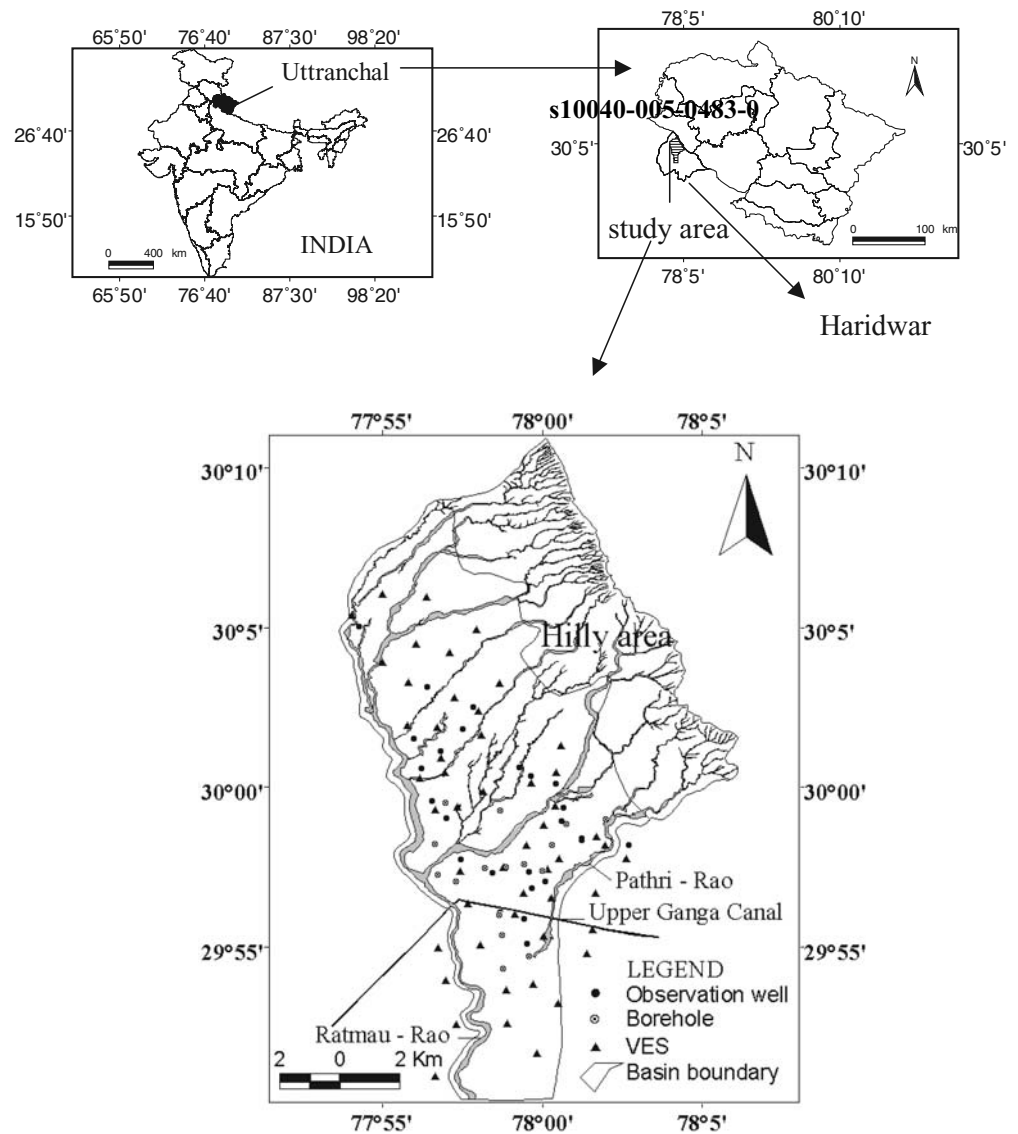 65°50' 76°40' 87°30' 98°20'
Uttranchal
26°40' 26°40'
15°50' 15°50'
0 400 km
INDIA
65°50' 76°40' 87°30' 98°20'
78°5' 80°10'
N
s10040-005-0483-0
30°5' 30°5'
study area
0 100 km
78°5' 80°10'
Haridwar
77°55' 78°00' 78°5'
30°10' 30°10'
N
30°5' 30°5'
Hilly area
30°00' 30°00'
Pathri - Rao
Upper Ganga Canal
29°55' 29°55'
LEGEND
Observation well
Borehole
VES
Basin boundary
Ratmau - Rao
2 0 2 Km
77°55' 78°00' 78°5'